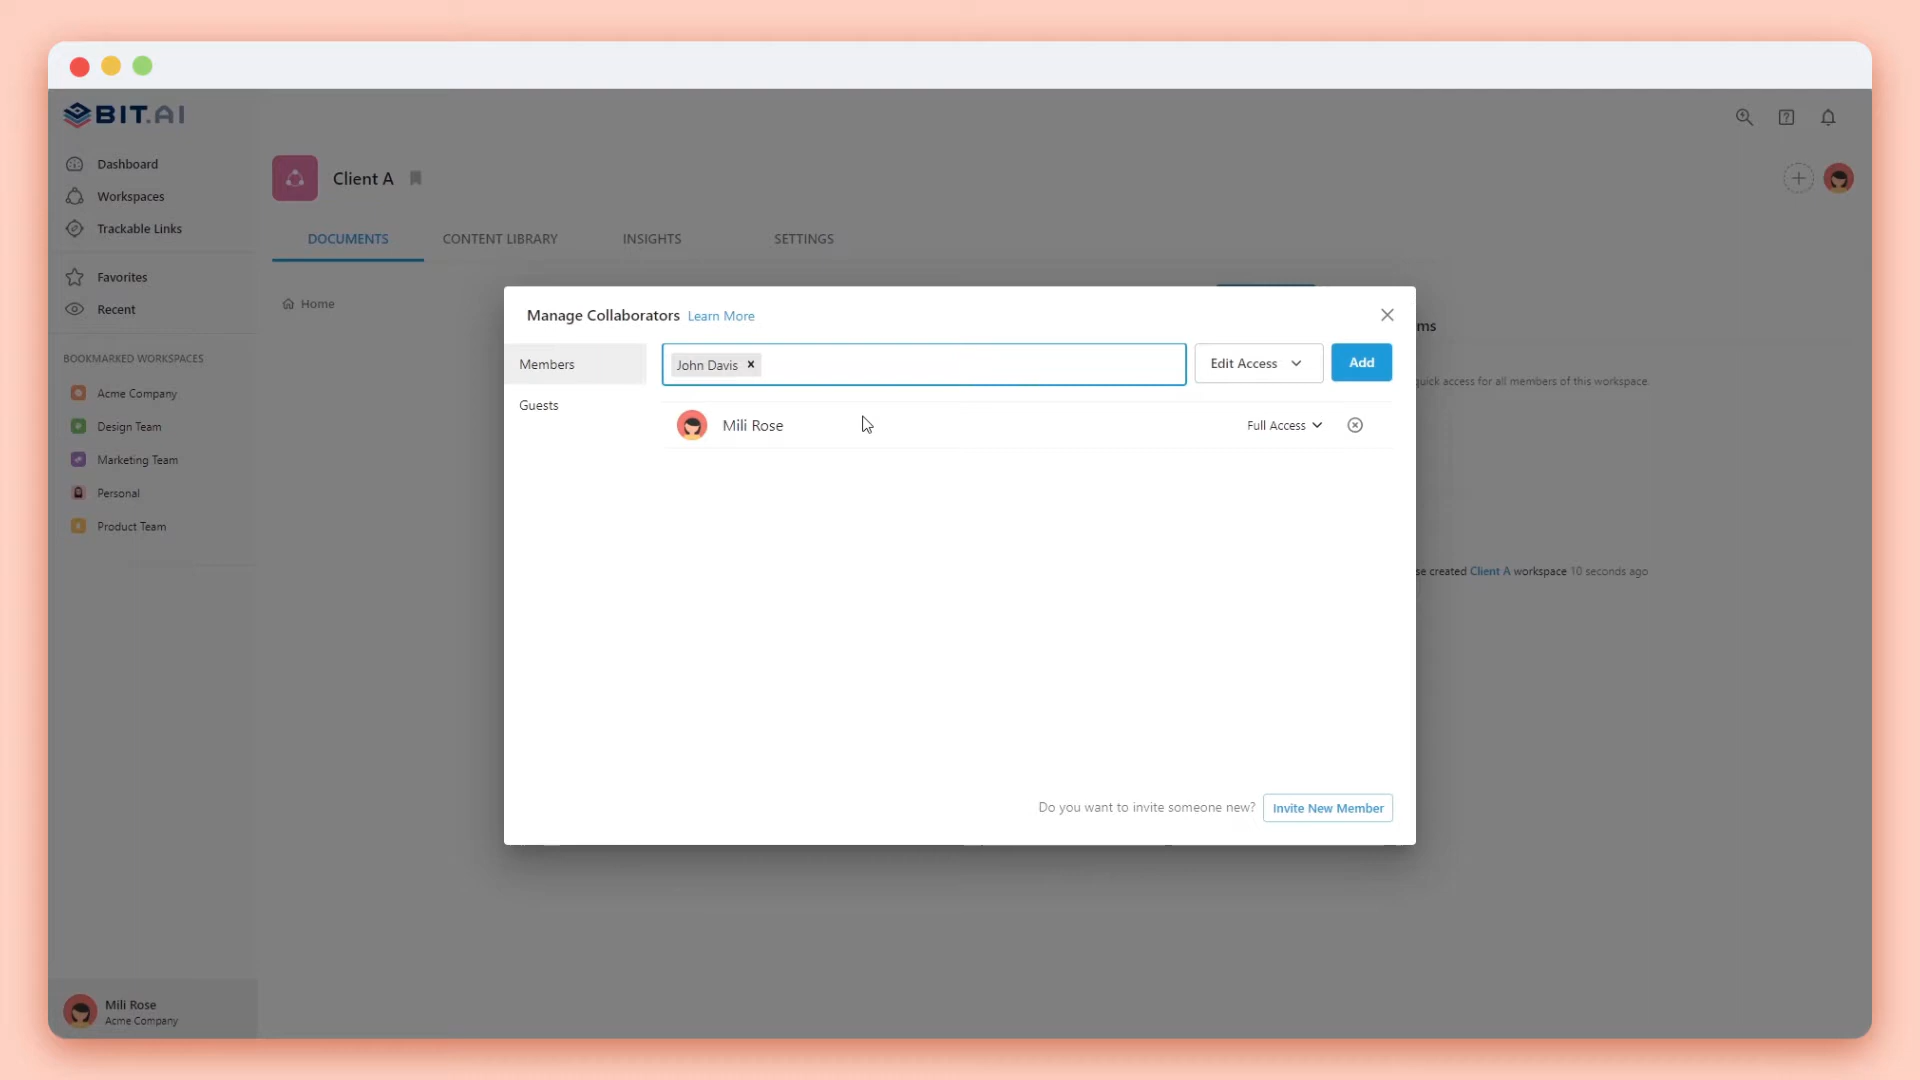 BIT.AI
Dashboard
Workspaces
Trackable Links
Favorites
Recent
BOOKMARKED WORKSPACES
Acme Company
Design Team
Marketing Team
Personal
Product Team
Mili Rose
Acme Company
Client A
DOCUMENTS
CONTENT LIBRARY
INSIGHTS
SETTINGS
Home
Manage Collaborators Learn More
Members
Guests
John Davis ×
Edit Access
Add
Mili Rose
Full Access
Do you want to invite someone new?
Invite New Member
ms
quick access for all members of this workspace.
se created Client A workspace 10 seconds ago